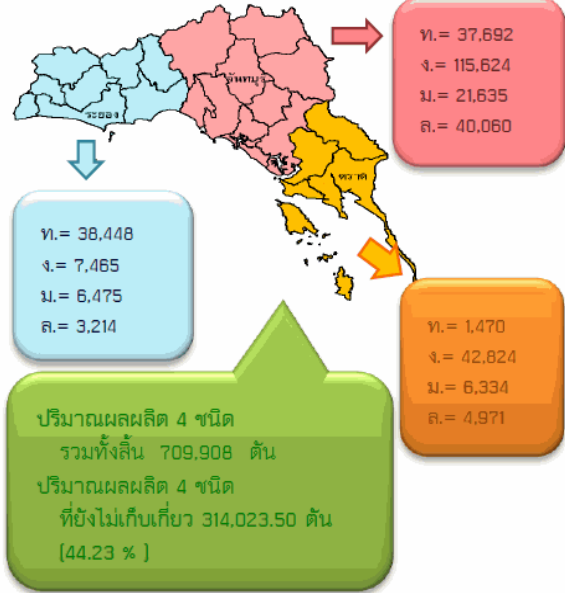 ระยอง
จันทบุรี
ตราด
ท.= 37,692
ง.= 115,624
ม.= 21,635
ล.= 40,060
ท.= 38,448
ง.= 7,465
ม.= 6,475
ล.= 3,214
ท.= 1,470
ง.= 42,824
ม.= 6,334
ล.= 4,971
ปริมาณผลผลิต 4 ชนิด
รวมทั้งสิ้น 709,908 ตัน
ปริมาณผลผลิต 4 ชนิด
ที่ยังไม่เก็บเกี่ยว 314,023.50 ตัน
(44.23 % )